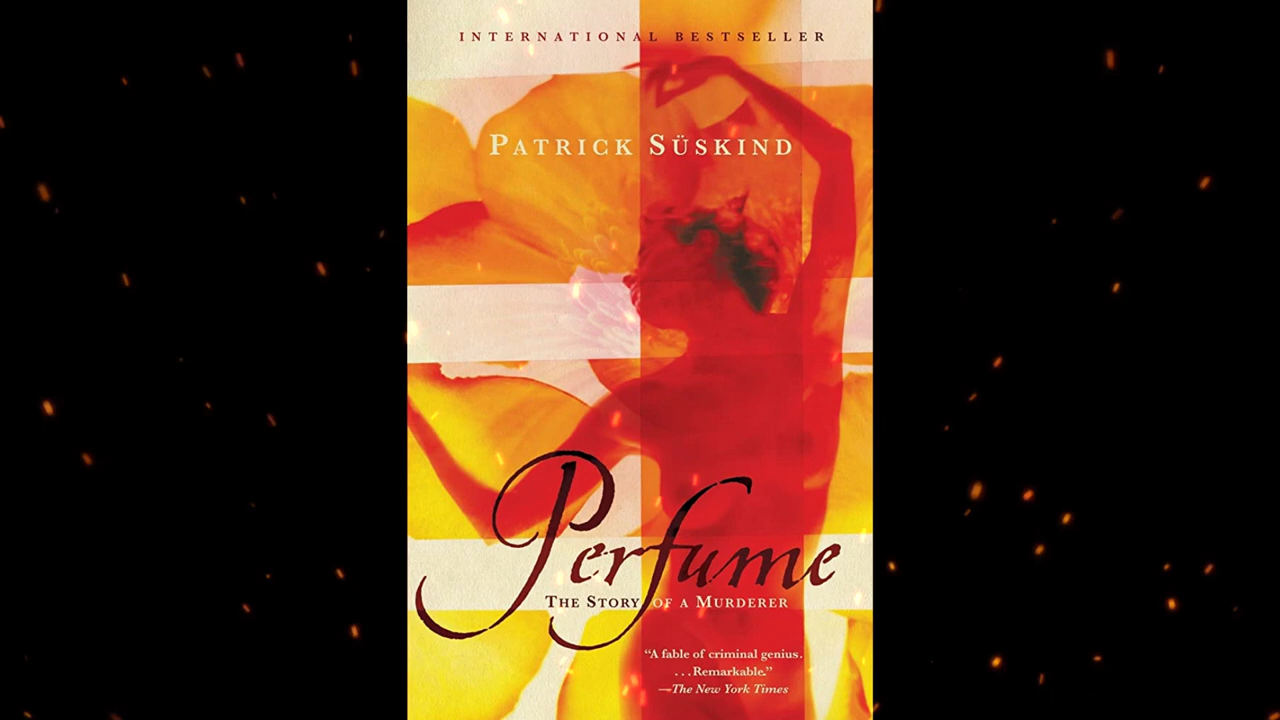 INTERNATIONAL BESTSELLER
PATRICK SÜSKIND
Perfume
THE STORY OF A MURDERER
“A fable of criminal genius.
. . . Remarkable.”
—The New York Times